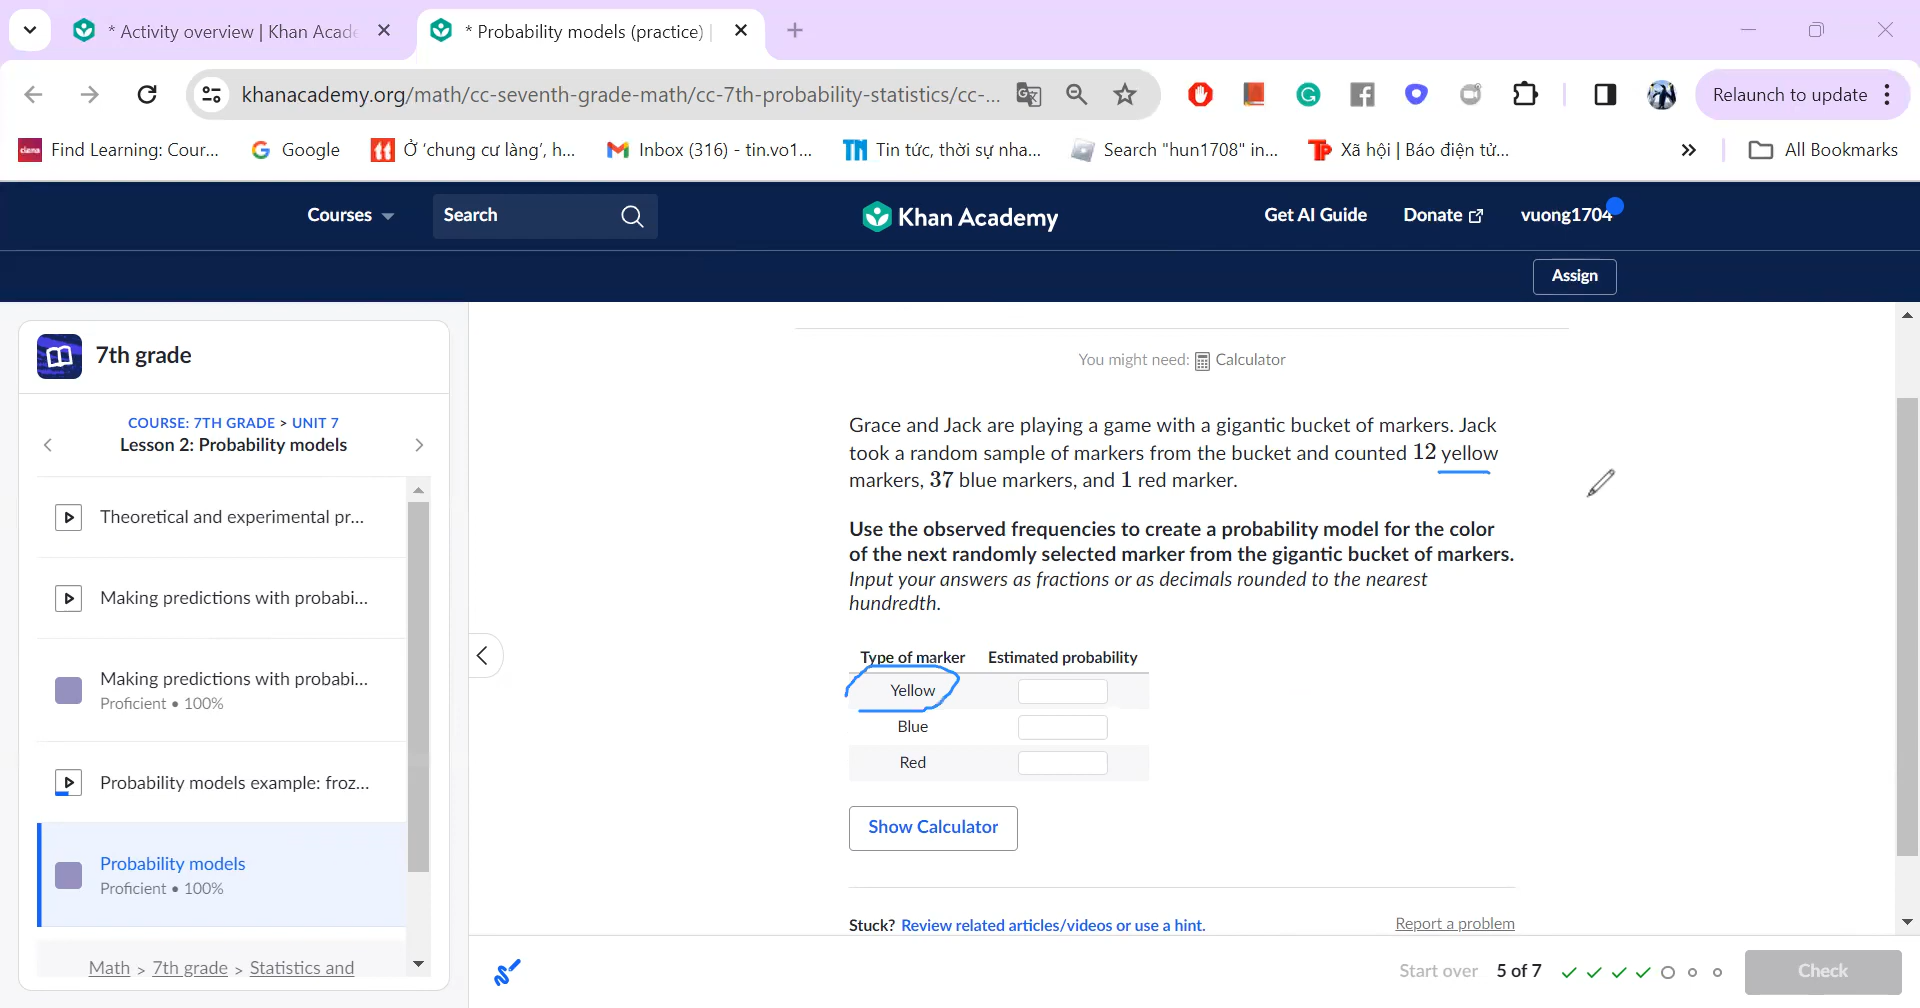 * Activity overview | Khan Acade
* Probability models (practice) |
khanacademy.org/math/cc-seventh-grade-math/cc-7th-probability-statistics/cc-...
Relaunch to update
ciena Find Learning: Cour...
Google
Ở 'chung cư làng', h...
Inbox (316) - tin.vo1...
TN Tin tức, thời sự nha...
Search "hun1708" in...
TP Xã hội | Báo điện tử...
All Bookmarks
Courses
Search
Khan Academy
Get AI Guide
Donate
vuong1704
Assign
7th grade
COURSE: 7TH GRADE > UNIT 7
Lesson 2: Probability models
Theoretical and experimental pr...
Making predictions with probabi...
Making predictions with probabi...
Proficient • 100%
Probability models example: froz...
Probability models
Proficient • 100%
Math > 7th grade > Statistics and
You might need: Calculator
Grace and Jack are playing a game with a gigantic bucket of markers. Jack
took a random sample of markers from the bucket and counted 12 yellow
markers, 37 blue markers, and 1 red marker.
Use the observed frequencies to create a probability model for the color
of the next randomly selected marker from the gigantic bucket of markers.
Input your answers as fractions or as decimals rounded to the nearest
hundredth.
Type of marker Estimated probability
Yellow
Blue
Red
Show Calculator
Stuck? Review related articles/videos or use a hint.
Report a problem
Start over 5 of 7
Check